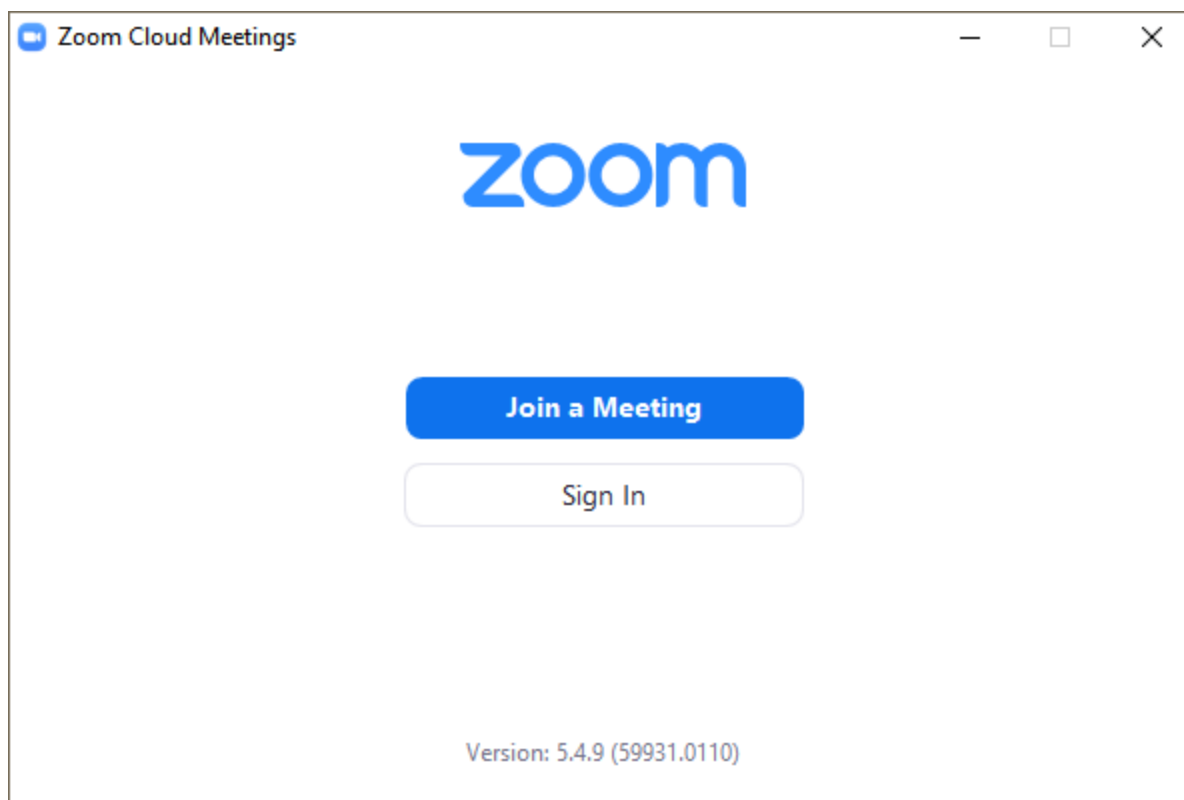 Zoom Cloud Meetings
zoom
Join a Meeting
Sign In
Version: 5.4.9 (59931.0110)